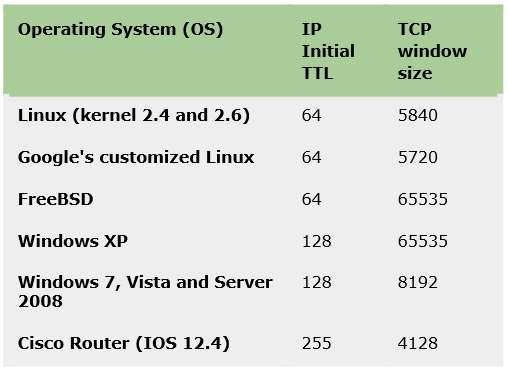 Operating System (OS) IP Initial TTL TCP window size
Linux (kernel 2.4 and 2.6) 64 5840
Google's customized Linux 64 5720
FreeBSD 64 65535
Windows XP 128 65535
Windows 7, Vista and Server 2008 128 8192
Cisco Router (IOS 12.4) 255 4128